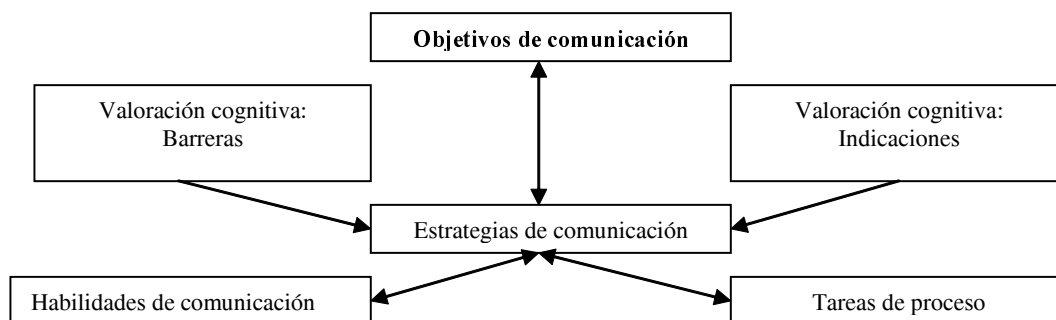 Objetivos de comunicación
Valoración cognitiva:
Barreras
Valoración cognitiva:
Indicaciones
Estrategias de comunicación
Habilidades de comunicación
Tareas de proceso